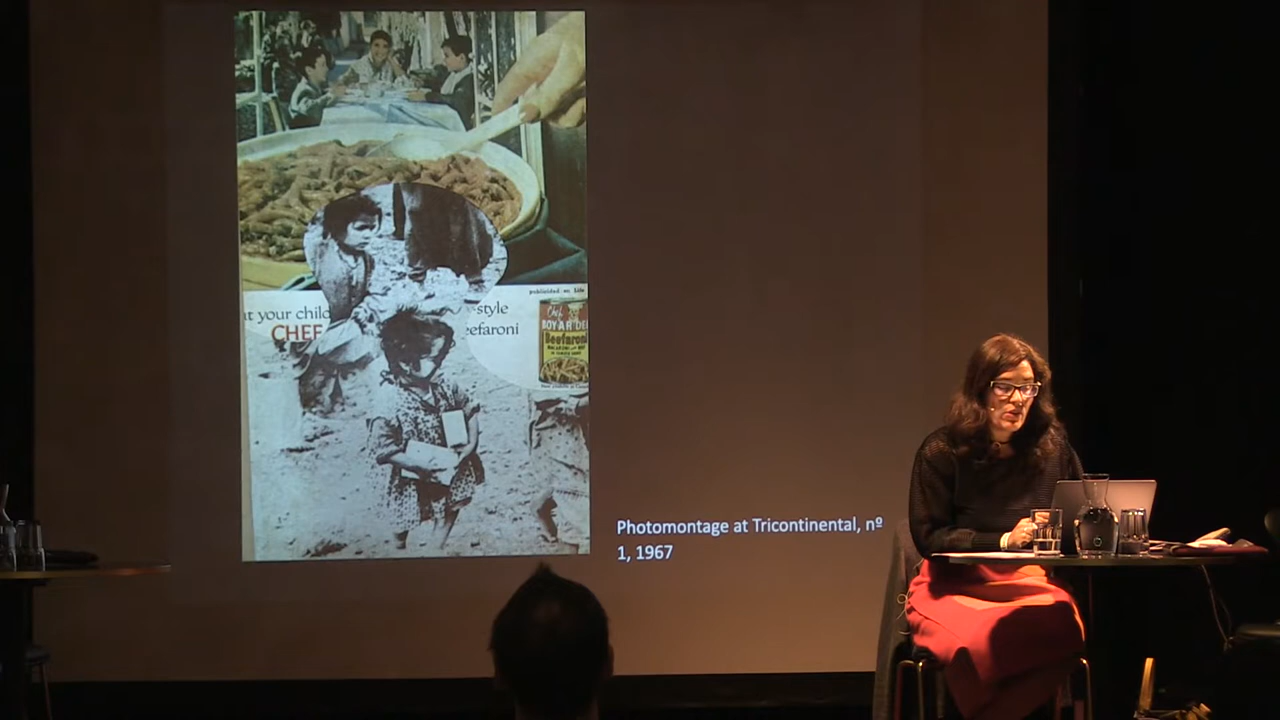 publicidad en Life
t your child
-style
CHEF
eefaroni
Chef
BOY-AR-DEE
Beefaroni
Photomontage at Tricontinental, nº
1, 1967